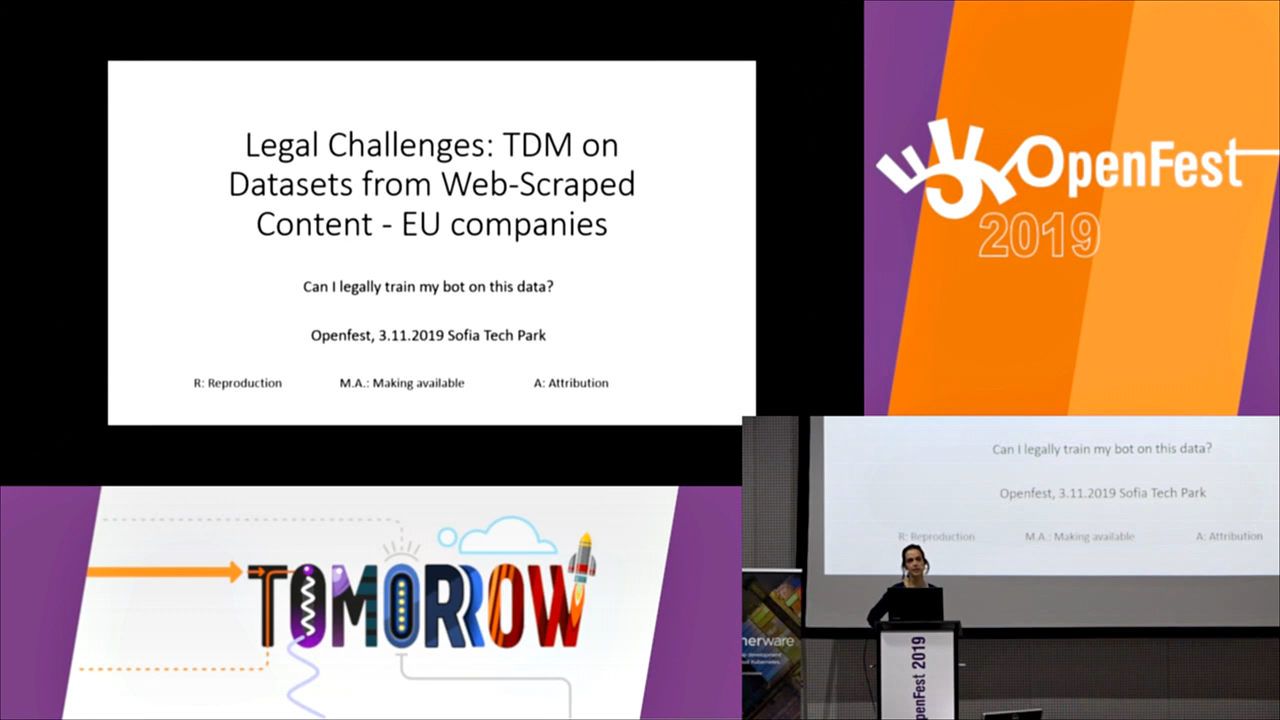 Legal Challenges: TDM on
Datasets from Web-Scraped
Content - EU companies
Can I legally train my bot on this data?
Openfest, 3.11.2019 Sofia Tech Park
R: Reproduction
M.A.: Making available
A: Attribution
OpenFest
2019
TOMORROW
Can I legally train my bot on this data?
Openfest, 3.11.2019 Sofia Tech Park
R: Reproduction
M.A.: Making available
A: Attribution
nerware
penFest 2019